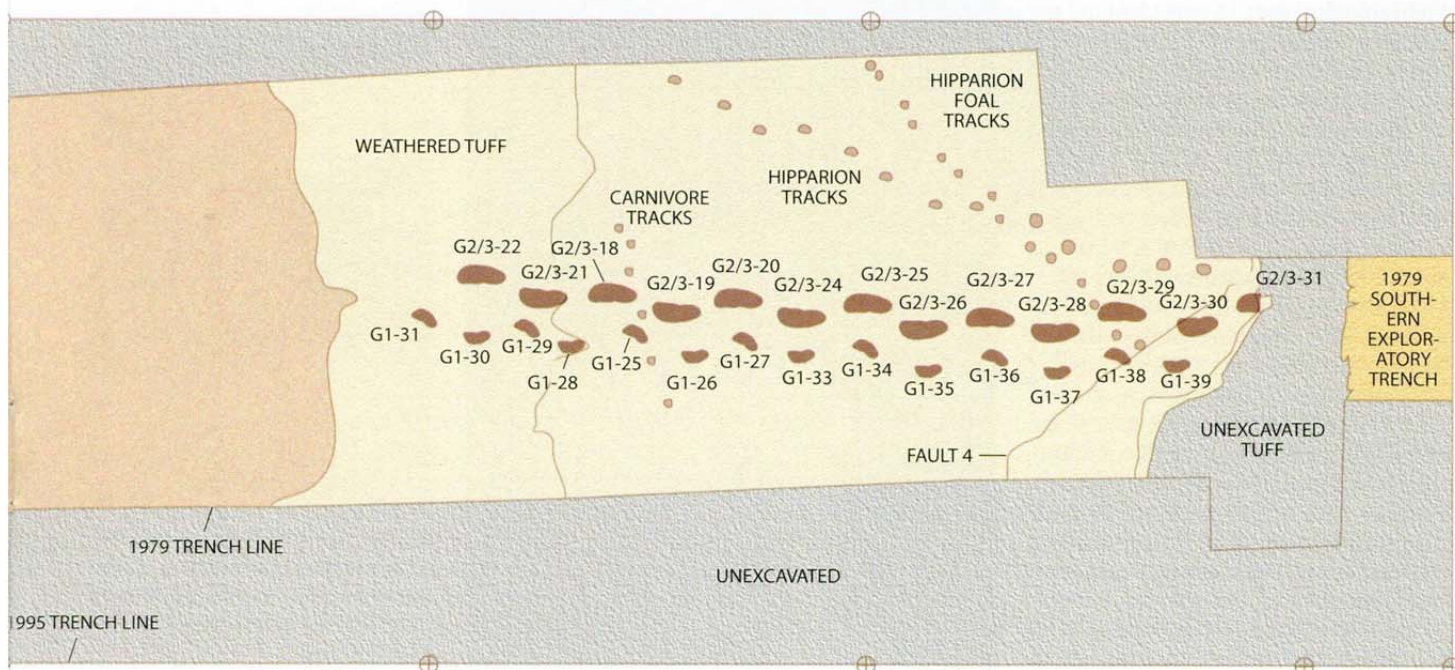 HIPPARION
FOAL
TRACKS
WEATHERED TUFF
HIPPARION
TRACKS
CARNIVORE
TRACKS
G2/3-22
G2/3-18
G2/3-21
G2/3-20
G2/3-19
G2/3-24
G2/3-25
G2/3-26
G2/3-27
G2/3-28
G2/3-29
G2/3-30
G2/3-31
1979
SOUTH-
ERN
EXPLOR-
ATORY
TRENCH
G1-31
G1-30
G1-29
G1-28
G1-25
G1-26
G1-27
G1-33
G1-34
G1-35
G1-36
G1-37
G1-38
G1-39
UNEXCAVATED
TUFF
FAULT 4
1979 TRENCH LINE
UNEXCAVATED
1995 TRENCH LINE